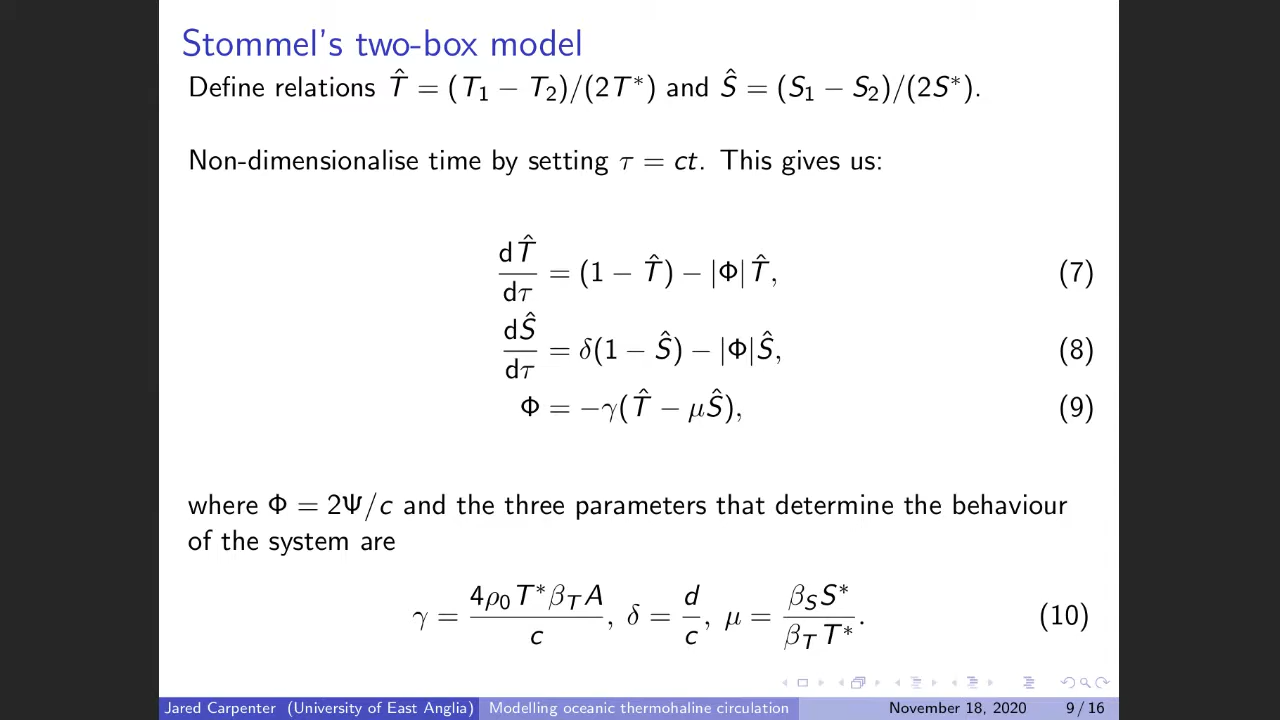 Stommel's two-box model
Define relations T̂ = (T₁ − T₂)/(2T*) and Ŝ = (S₁ − S₂)/(2S*).
Non-dimensionalise time by setting τ = ct. This gives us:
dT̂/dτ = (1 − T̂) − |Φ|T̂, (7)
dŜ/dτ = δ(1 − Ŝ) − |Φ|Ŝ, (8)
Φ = −γ(T̂ − μŜ), (9)
where Φ = 2Ψ/c and the three parameters that determine the behaviour
of the system are
γ = 4ρ₀T*β_T A/c, δ = d/c, μ = β_S S*/β_T T*. (10)
Jared Carpenter (University of East Anglia) Modelling oceanic thermohaline circulation November 18, 2020 9 / 16